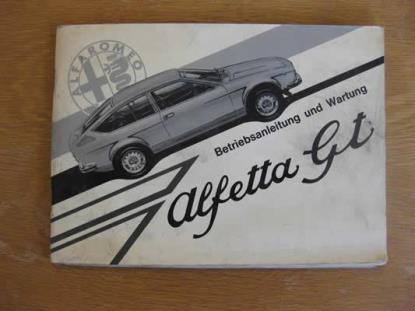 ALFA ROMEO
Betriebsanleitung und Wartung
Alfetta Gt